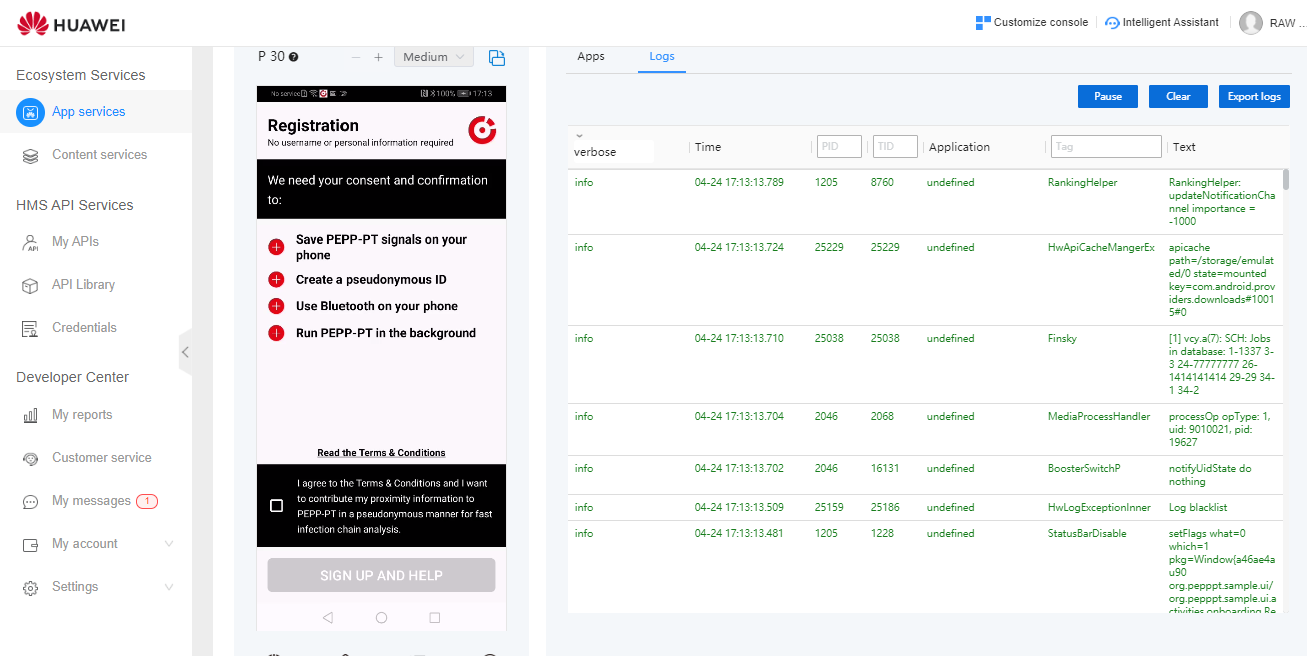 HUAWEI
Customize console
Intelligent Assistant
RAW ...
Ecosystem Services
App services
Content services
HMS API Services
My APIs
API Library
Credentials
Developer Center
My reports
Customer service
My messages 1
My account
Settings
P 30
Medium
No service
100%
17:13
Registration
No username or personal information required
We need your consent and confirmation
to:
Save PEPP-PT signals on your
phone
Create a pseudonymous ID
Use Bluetooth on your phone
Run PEPP-PT in the background
Read the Terms & Conditions
I agree to the Terms & Conditions and I want
to contribute my proximity information to
PEPP-PT in a pseudonymous manner for fast
infection chain analysis.
SIGN UP AND HELP
Apps Logs
Pause Clear Export logs
verbose Time PID TID Application Tag Text
info 04-24 17:13:13.789 1205 8760 undefined RankingHelper RankingHelper:
updateNotificationCha
nnel importance =
-1000
info 04-24 17:13:13.724 25229 25229 undefined HwApiCacheMangerEx apicache
path=/storage/emulat
ed/0 state=mounted
key=com.android.prov
iders.downloads#1001
5#0
info 04-24 17:13:13.710 25038 25038 undefined Finsky [1] vcy.a(7): SCH: Jobs
in database: 1-1337 3-
3 24-77777777 26-
1414141414 29-29 34-
1 34-2
info 04-24 17:13:13.704 2046 2068 undefined MediaProcessHandler processOp opType: 1,
uid: 9010021, pid:
19627
info 04-24 17:13:13.702 2046 16131 undefined BoosterSwitchP notifyUidState do
nothing
info 04-24 17:13:13.509 25159 25186 undefined HwLogExceptionInner Log blacklist
info 04-24 17:13:13.481 1205 1228 undefined StatusBarDisable setFlags what=0
which=1
pkg=Window{a46ae4a
u90
org.pepppt.sample.ui/
org.pepppt.sample.ui.a
ctivities.onboarding.Re